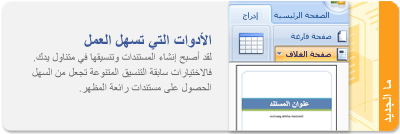 الأدوات التي تسهل العمل
لقد أصبح إنشاء المستندات وتنسيقها في متناول يدك.
فالاختيارات سابقة التنسيق المتنوعة تجعل من السهل
الحصول على مستندات رائعة المظهر.
الصفحة الرئيسية
إدراج
صفحة فارغة
صفحة الغلاف
عنوان المستند
ما الجديد